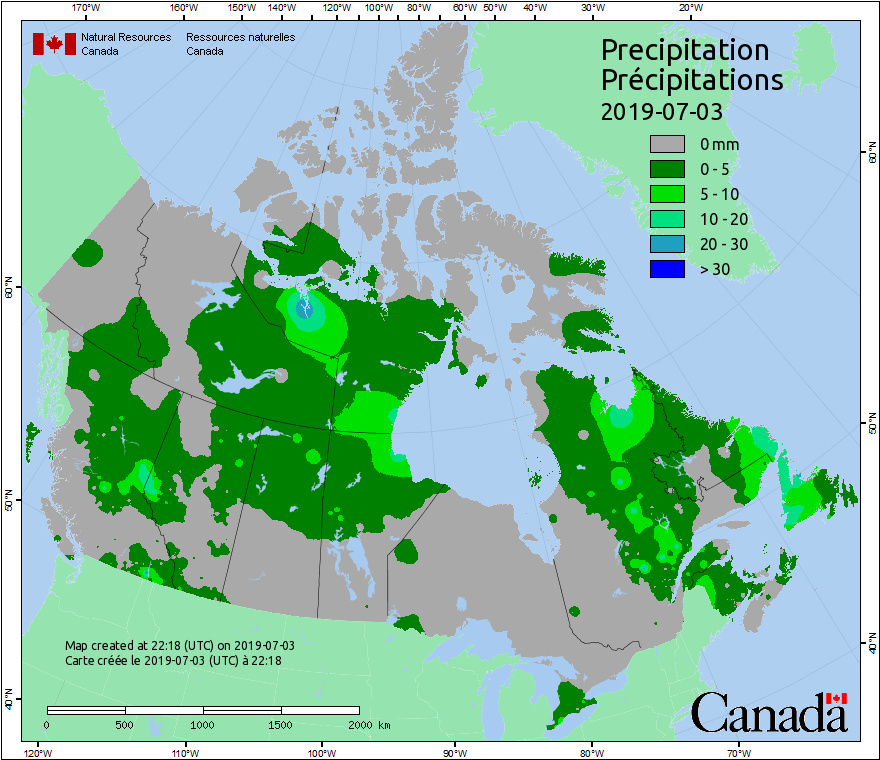 170°W 160°W 150°W 140°W 120°W 100°W 80°W 60°W 50°W 40°W 30°W 20°W
Natural Resources Ressources naturelles
Canada Canada
Precipitation
Précipitations
2019-07-03
0 mm
0 - 5
5 - 10
10 - 20
20 - 30
> 30
60°N
60°N
50°N
50°N
40°N
40°N
Map created at 22:18 (UTC) on 2019-07-03
Carte créée le 2019-07-03 (UTC) à 22:18
0 500 1000 1500 2000 km
Canada
120°W 110°W 100°W 90°W 80°W 70°W